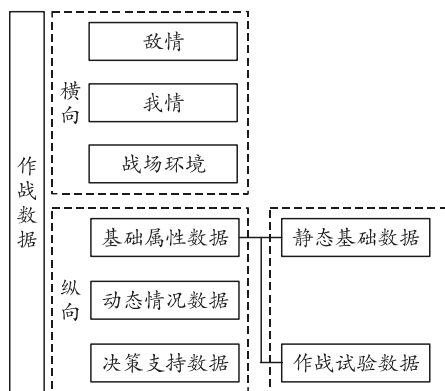 作战数据
横向
敌情
我情
战场环境
纵向
基础属性数据
动态情况数据
决策支持数据
静态基础数据
作战试验数据